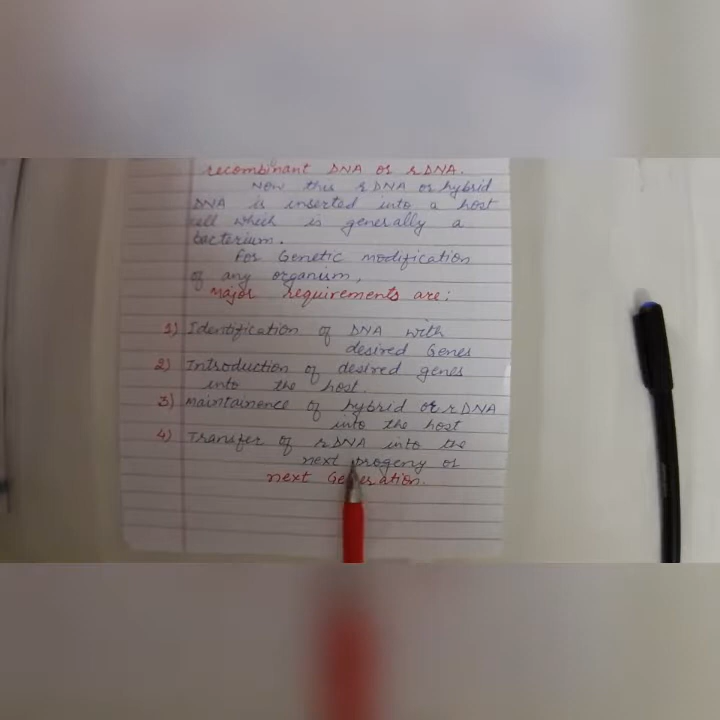 recombinant DNA or rDNA.
Now this rDNA or hybrid
DNA is inserted into a host
cell which is generally a
bacterium.
For Genetic modification
of any organism,
Major requirements are:
1) Identification of DNA with
desired Genes
2) Introduction of desired genes
into the host.
3) Maintainence of hybrid or rDNA
into the host
4) Transfer of rDNA into the
next progeny or
next Generation.